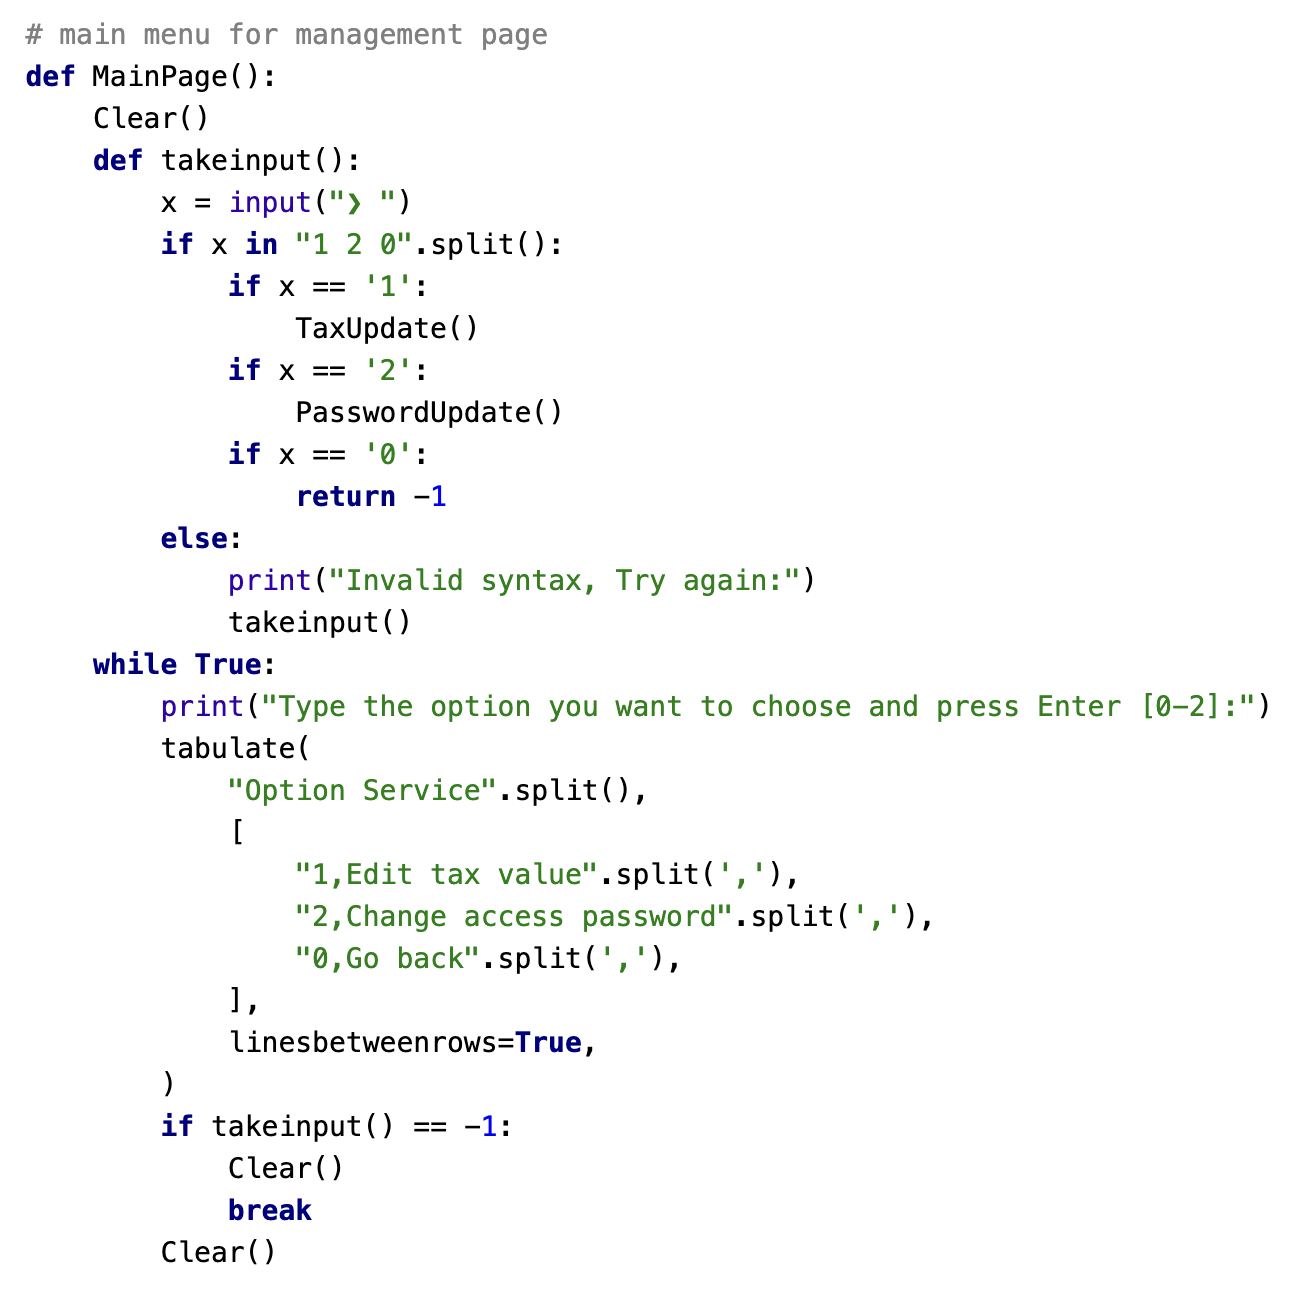 # main menu for management page
def MainPage():
    Clear()
    def takeinput():
        x = input("❯ ")
        if x in "1 2 0".split():
            if x == '1':
                TaxUpdate()
            if x == '2':
                PasswordUpdate()
            if x == '0':
                return -1
        else:
            print("Invalid syntax, Try again:")
            takeinput()
    while True:
        print("Type the option you want to choose and press Enter [0-2]:")
        tabulate(
            "Option Service".split(),
            [
                "1,Edit tax value".split(','),
                "2,Change access password".split(','),
                "0,Go back".split(','),
            ],
            linesbetweenrows=True,
        )
        if takeinput() == -1:
            Clear()
            break
        Clear()